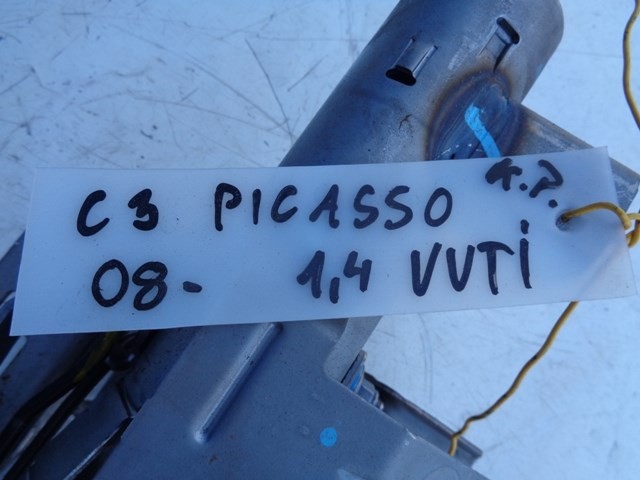 C3 PICASSO
08- 1,4 VVTİ